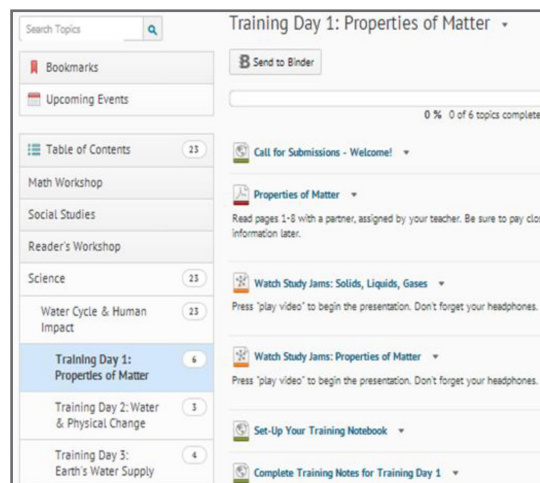 Search Topics
Bookmarks
Upcoming Events
Table of Contents 23
Math Workshop
Social Studies
Reader's Workshop
Science 23
Water Cycle & Human 23
Impact
Training Day 1: 6
Properties of Matter
Training Day 2: Water 3
& Physical Change
Training Day 3: 4
Earth's Water Supply
Training Day 1: Properties of Matter
B Send to Binder
0 % 0 of 6 topics complete
Call for Submissions - Welcome!
Properties of Matter
Read pages 1-8 with a partner, assigned by your teacher. Be sure to pay clos
information later.
Watch Study Jams: Solids, Liquids, Gases
Press "play video" to begin the presentation. Don't forget your headphones.
Watch Study Jams: Properties of Matter
Press "play video" to begin the presentation. Don't forget your headphones.
Set-Up Your Training Notebook
Complete Training Notes for Training Day 1